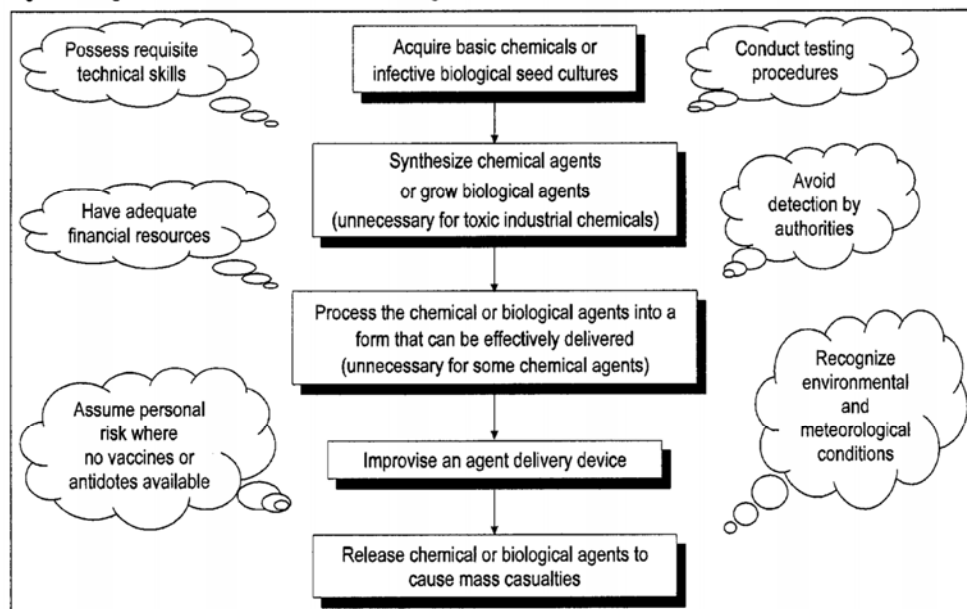 Possess requisite
technical skills
Acquire basic chemicals or
infective biological seed cultures
Conduct testing
procedures
Synthesize chemical agents
or grow biological agents
(unnecessary for toxic industrial chemicals)
Have adequate
financial resources
Avoid
detection by
authorities
Process the chemical or biological agents into a
form that can be effectively delivered
(unnecessary for some chemical agents)
Assume personal
risk where
no vaccines or
antidotes available
Recognize
environmental
and
meteorological
conditions
Improvise an agent delivery device
Release chemical or biological agents to
cause mass casualties